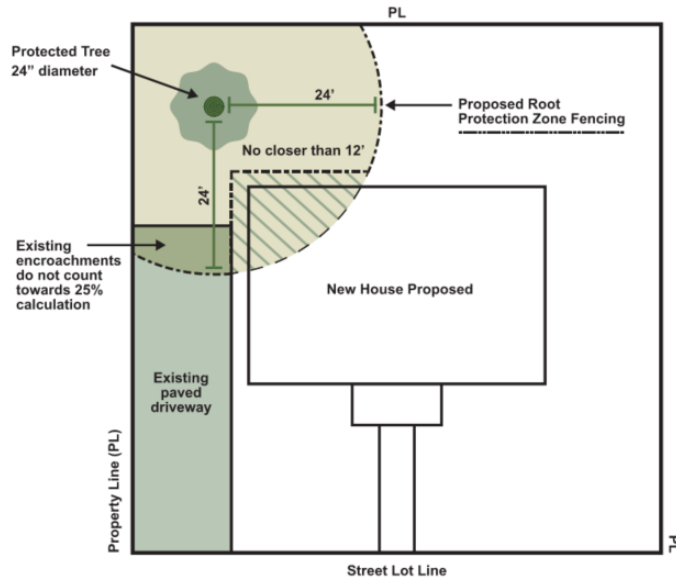 PL
Protected Tree
24” diameter
24’
Proposed Root
Protection Zone Fencing
No closer than 12’
24’
Existing
encroachments
do not count
towards 25%
calculation
New House Proposed
Existing
paved
driveway
Property Line (PL)
PL
Street Lot Line